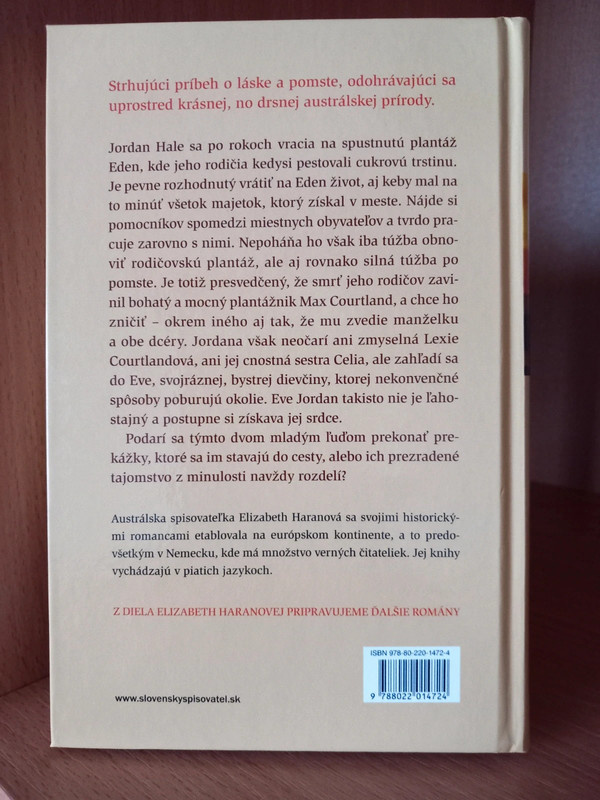 Strhujúci príbeh o láske a pomste, odohrávajúci sa
uprostred krásnej, no drsnej austrálskej prírody.
Jordan Hale sa po rokoch vracia na spustnutú plantáž
Eden, kde jeho rodičia kedysi pestovali cukrovú trstinu.
Je pevne rozhodnutý vrátiť na Eden život, aj keby mal na
to minúť všetok majetok, ktorý získal v meste. Nájde si
pomocníkov spomedzi miestnych obyvateľov a tvrdo pra-
cuje zarovno s nimi. Nepoháňa ho však iba túžba obno-
viť rodičovskú plantáž, ale aj rovnako silná túžba po
pomste. Je totiž presvedčený, že smrť jeho rodičov zavi-
nil bohatý a mocný plantážnik Max Courtland, a chce ho
zničiť – okrem iného aj tak, že mu zvedie manželku
a obe dcéry. Jordana však neočarí ani zmyselná Lexie
Courtlandová, ani jej cnostná sestra Celia, ale zahľadí sa
do Eve, svojráznej, bystrej dievčiny, ktorej nekonvenčné
spôsoby poburujú okolie. Eve Jordan takisto nie je ľaho-
stajný a postupne si získava jej srdce.
Podarí sa týmto dvom mladým ľuďom prekonať pre-
kážky, ktoré sa im stavajú do cesty, alebo ich prezradené
tajomstvo z minulosti navždy rozdelí?
Austrálska spisovateľka Elizabeth Haranová sa svojimi historický-
mi romancami etablovala na európskom kontinente, a to predo-
všetkým v Nemecku, kde má množstvo verných čitateliek. Jej knihy
vychádzajú v piatich jazykoch.
Z DIELA ELIZABETH HARANOVEJ PRIPRAVUJEME ĎALŠIE ROMÁNY
ISBN 978-80-220-1472-4
9 788022 014724
www.slovenskyspisovatel.sk